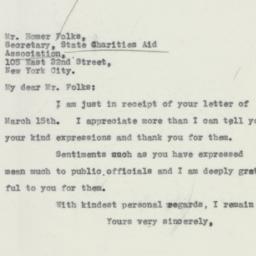 Mr. Homer Folks,
Secretary, State Charities Aid
Association,
105 East 22nd Street,
New York City.
My dear Mr. Folks:
I am just in receipt of your letter of
March 15th. I appreciate more than I can tell yo
your kind expressions and thank you for them.
Sentiments such as you have expressed
mean much to public officials and I am deeply grat
ful to you for them.
With kindest personal regards, I remain
Yours very sincerely,